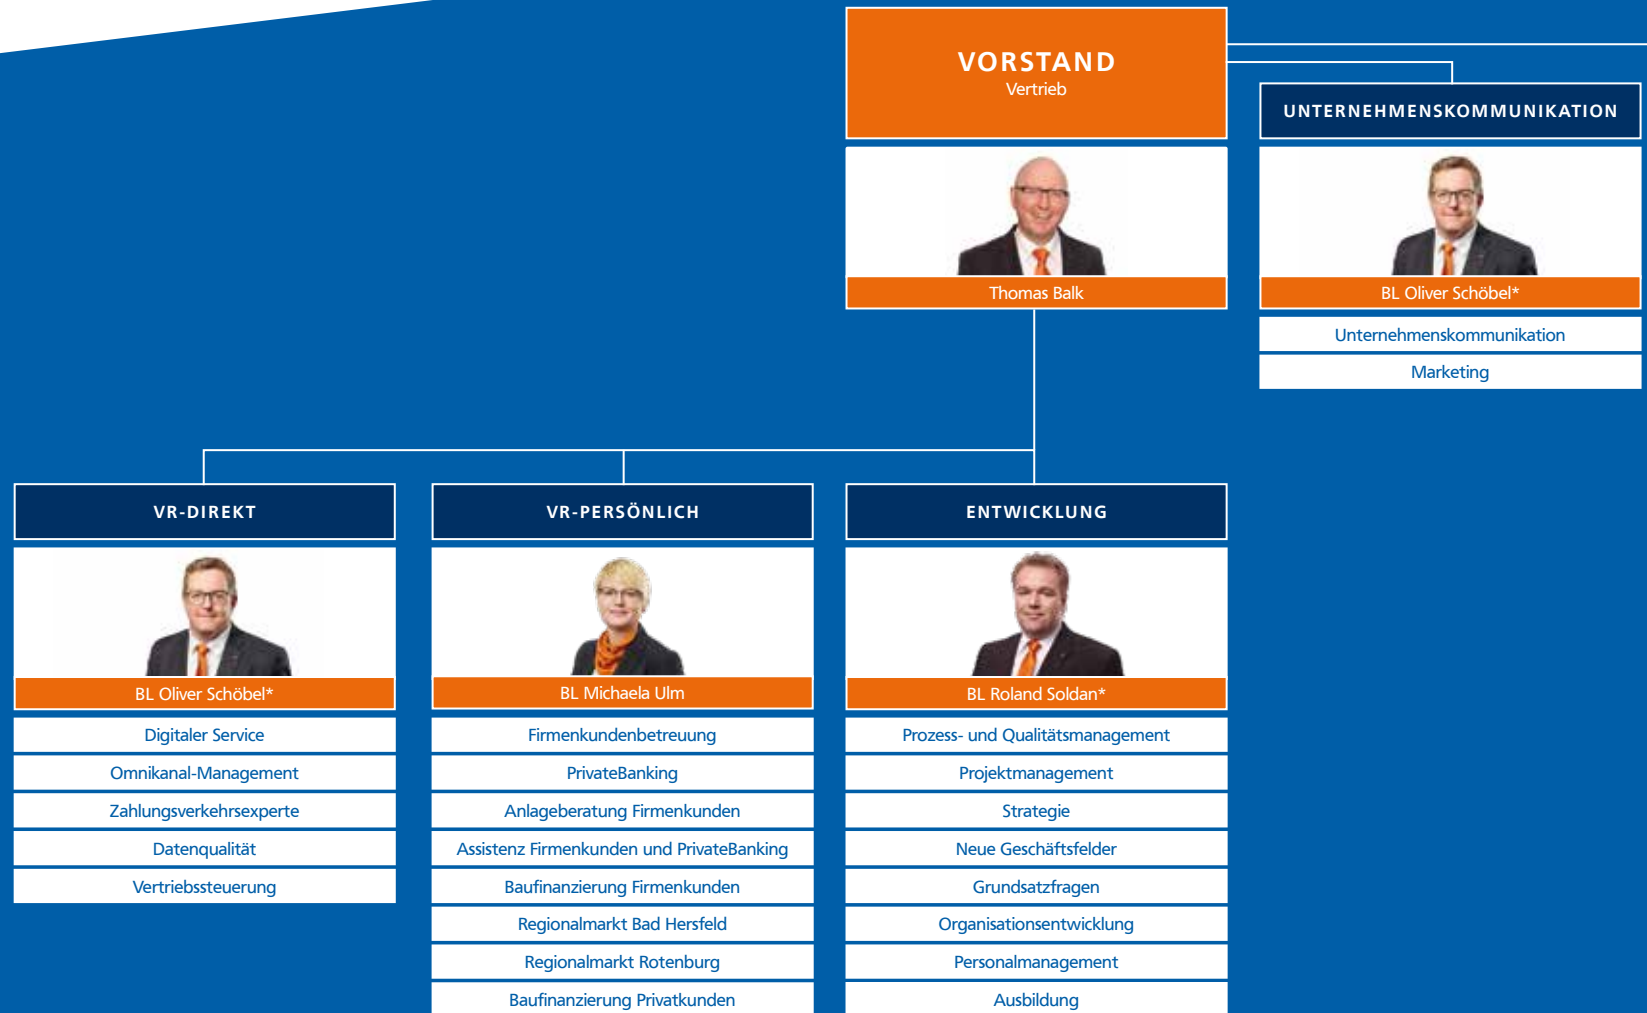 VORSTAND
Vertrieb
Thomas Balk
UNTERNEHMENSKOMMUNIKATION
BL Oliver Schöbel*
Unternehmenskommunikation
Marketing
VR-DIREKT
BL Oliver Schöbel*
Digitaler Service
Omnikanal-Management
Zahlungsverkehrsexperte
Datenqualität
Vertriebssteuerung
VR-PERSÖNLICH
BL Michaela Ulm
Firmenkundenbetreuung
PrivateBanking
Anlageberatung Firmenkunden
Assistenz Firmenkunden und PrivateBanking
Baufinanzierung Firmenkunden
Regionalmarkt Bad Hersfeld
Regionalmarkt Rotenburg
Baufinanzierung Privatkunden
ENTWICKLUNG
BL Roland Soldan*
Prozess- und Qualitätsmanagement
Projektmanagement
Strategie
Neue Geschäftsfelder
Grundsatzfragen
Organisationsentwicklung
Personalmanagement
Ausbildung